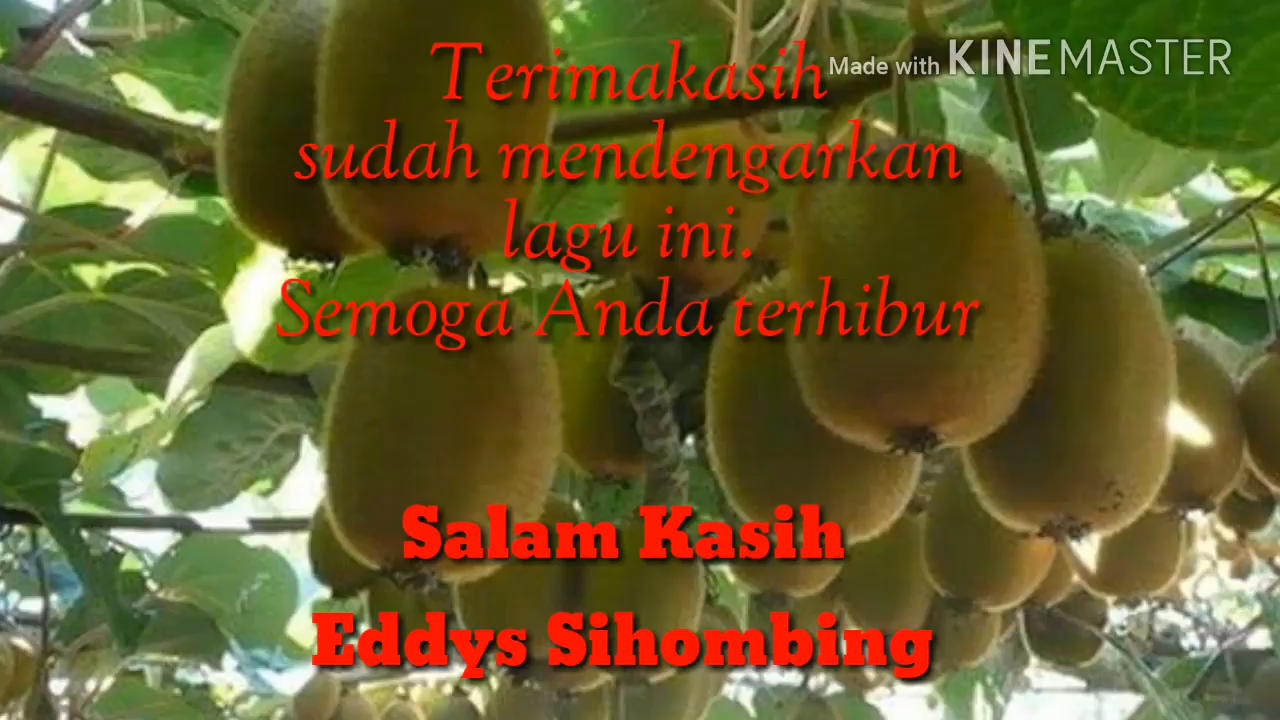 Made with KINEMASTER
Terimakasih
sudah mendengarkan
lagu ini.
Semoga Anda terhibur
Salam Kasih
Eddys Sihombing